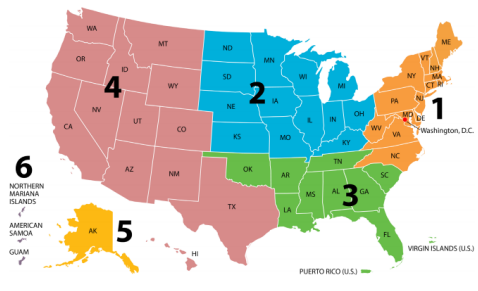 WA
MT
ND
MN
ME
VT
NH
OR
ID
SD
WI
MI
NY
MA
CT RI
4
WY
2
1
NE
IA
PA
NJ
NV
UT
CO
IL
IN
OH
MD
DE
Washington, D.C.
CA
KS
MO
WV
VA
KY
NC
6
AZ
NM
OK
AR
TN
SC
NORTHERN
MARIANA
ISLANDS
TX
LA
MS
AL
GA
3
AMERICAN
SAMOA
AK
5
FL
GUAM
HI
VIRGIN ISLANDS (U.S.)
PUERTO RICO (U.S.)